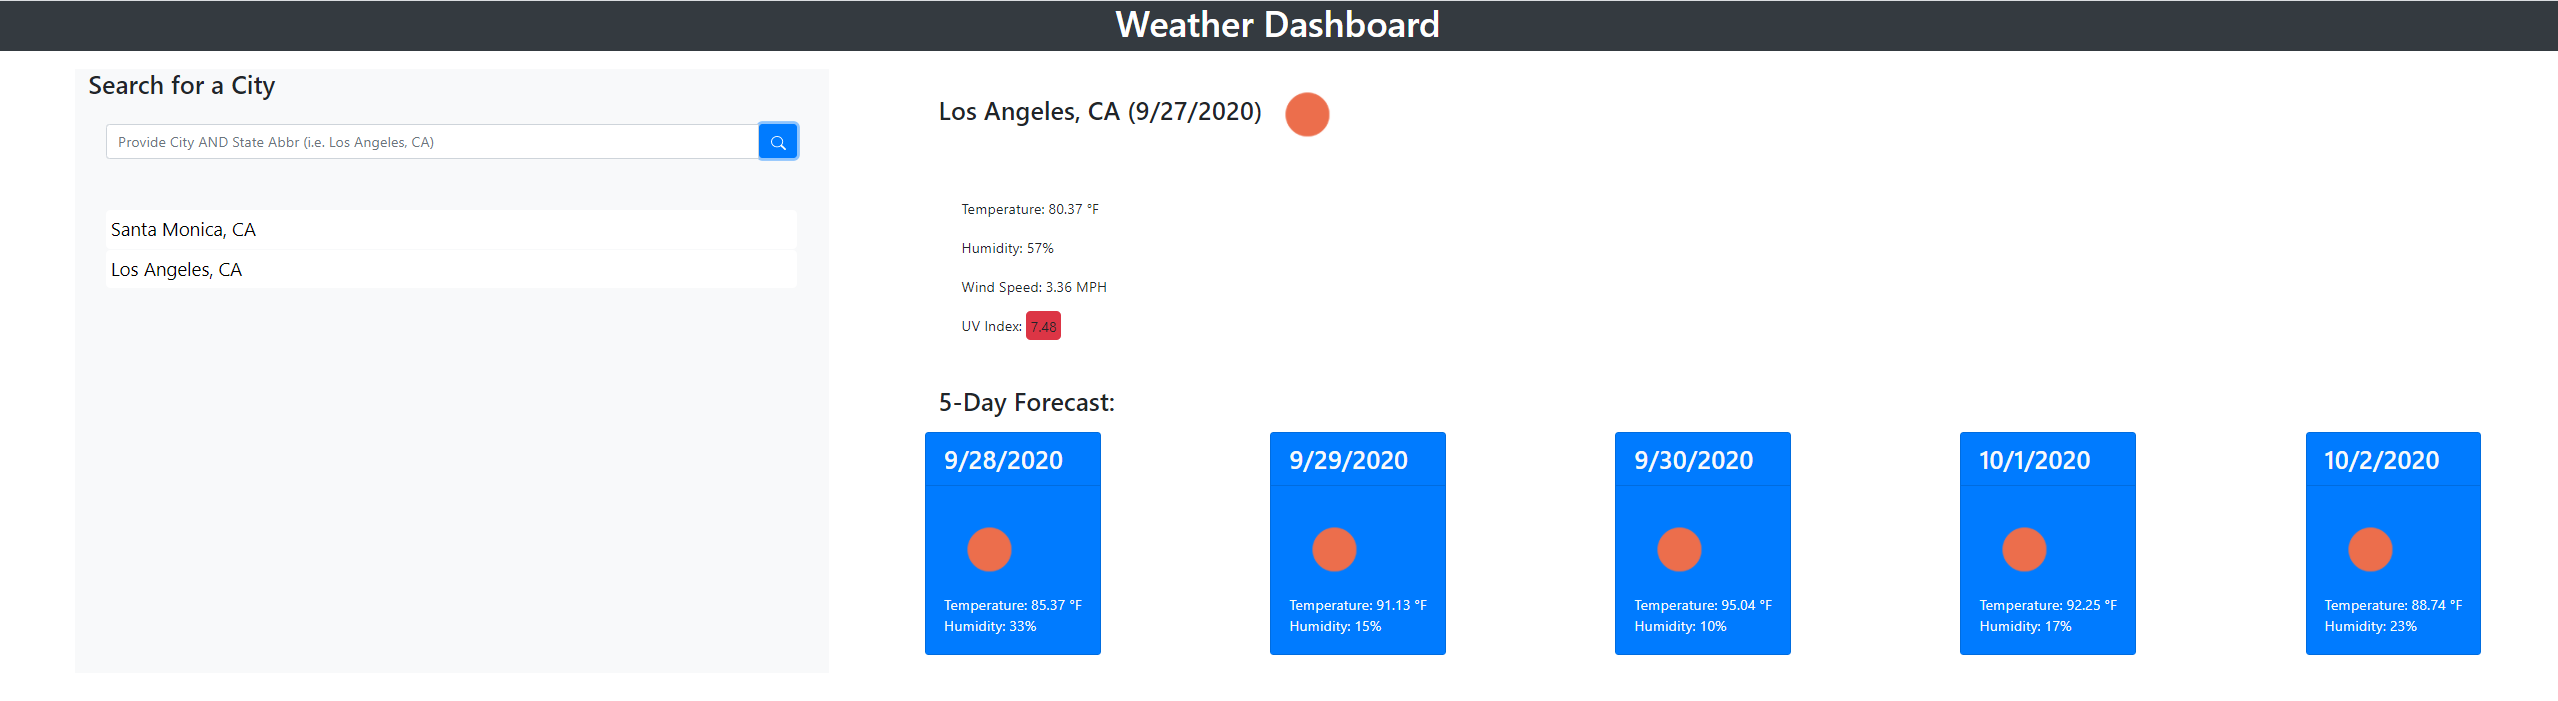 Weather Dashboard
Search for a City
Provide City AND State Abbr (i.e. Los Angeles, CA)
Santa Monica, CA
Los Angeles, CA
Los Angeles, CA (9/27/2020)
Temperature: 80.37 °F
Humidity: 57%
Wind Speed: 3.36 MPH
UV Index: 7.48
5-Day Forecast:
9/28/2020
Temperature: 85.37 °F
Humidity: 33%
9/29/2020
Temperature: 91.13 °F
Humidity: 15%
9/30/2020
Temperature: 95.04 °F
Humidity: 10%
10/1/2020
Temperature: 92.25 °F
Humidity: 17%
10/2/2020
Temperature: 88.74 °F
Humidity: 23%